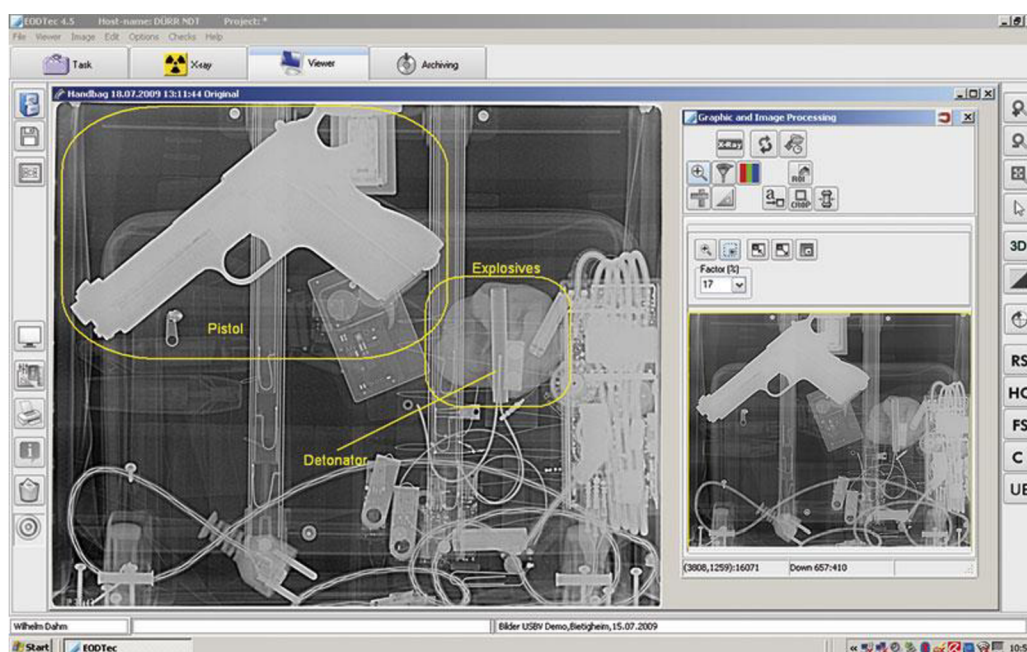 EODTec 4.5 Host-name: DÜRR NDT Project: *
File Viewer Image Edit Options Checks Help
Task
X-ray
Viewer
Archiving
Handbag 18.07.2009 13:11:44 Original
Graphic and Image Processing
X-Ray
ROI
a
CROP
Factor [%]
17
Explosives
Pistol
Detonator
3D
RS
HC
FS
C
(3808,1259):16071 Down 657:410
Wilhelm Dahm
Bilder USBV Demo,Bietigheim,15.07.2009
Start
EODTec